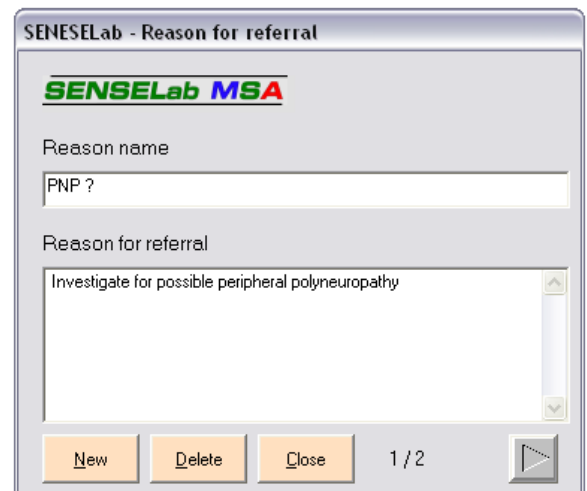 SENESELab - Reason for referral
SENSELab MSA
Reason name
PNP ?
Reason for referral
Investigate for possible peripheral polyneuropathy
New Delete Close 1 / 2